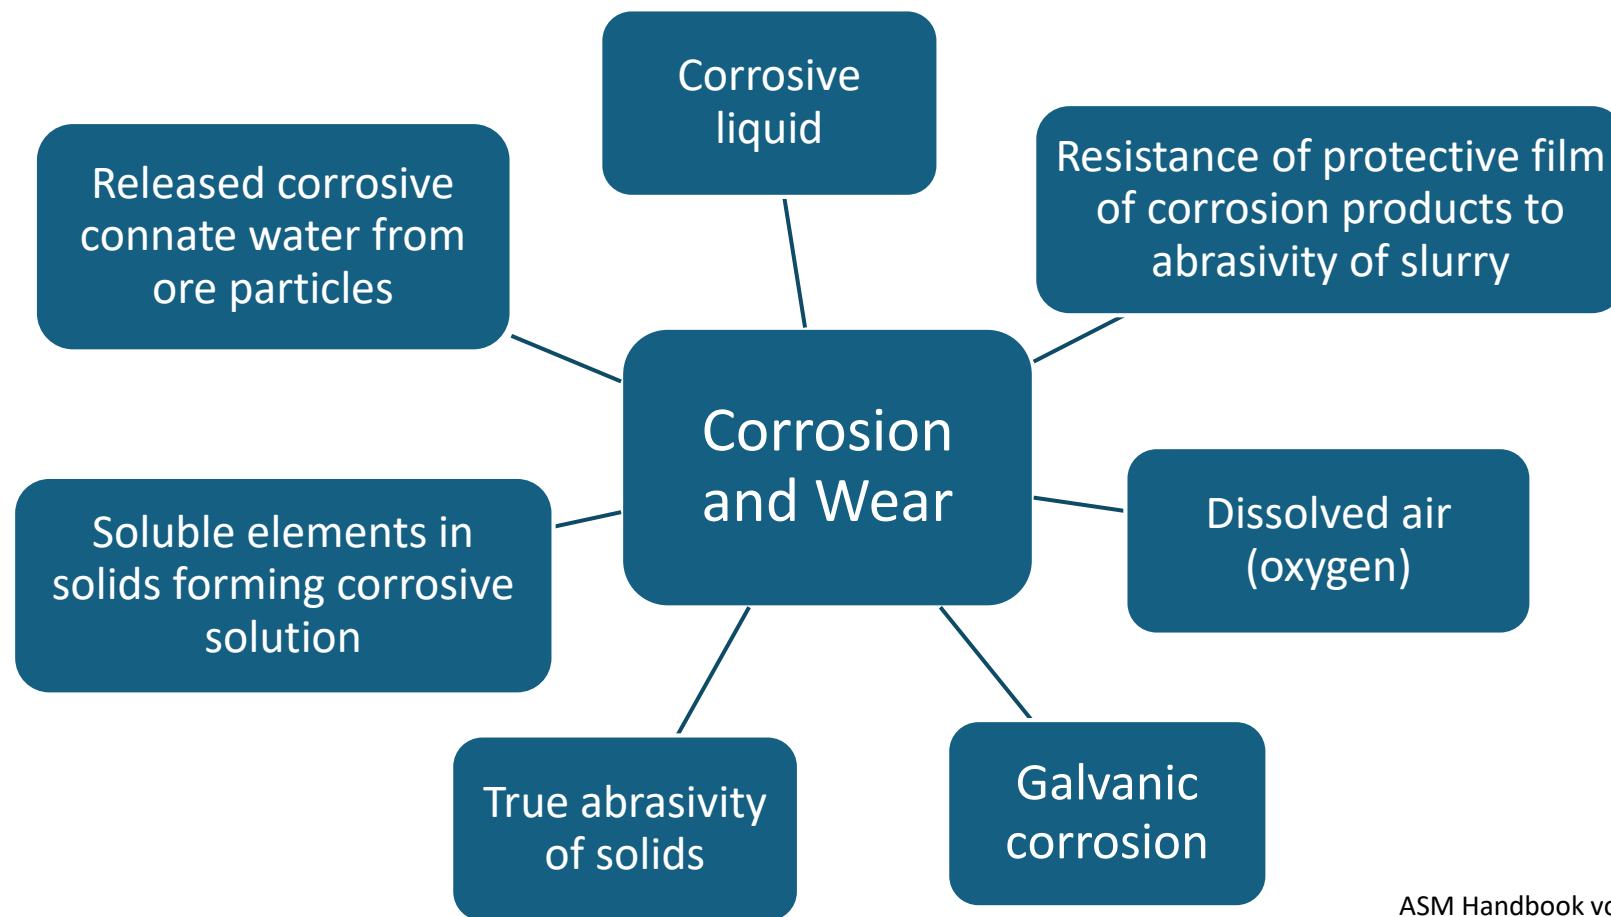 Corrosive
liquid
Resistance of protective film
of corrosion products to
abrasivity of slurry
Released corrosive
connate water from
ore particles
Corrosion
and Wear
Dissolved air
(oxygen)
Soluble elements in
solids forming corrosive
solution
True abrasivity
of solids
Galvanic
corrosion
ASM Handbook